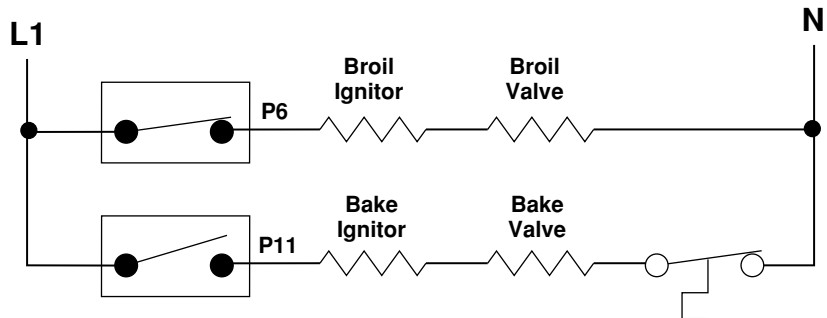 L1
N
Broil
Ignitor
Broil
Valve
P6
Bake
Ignitor
Bake
Valve
P11